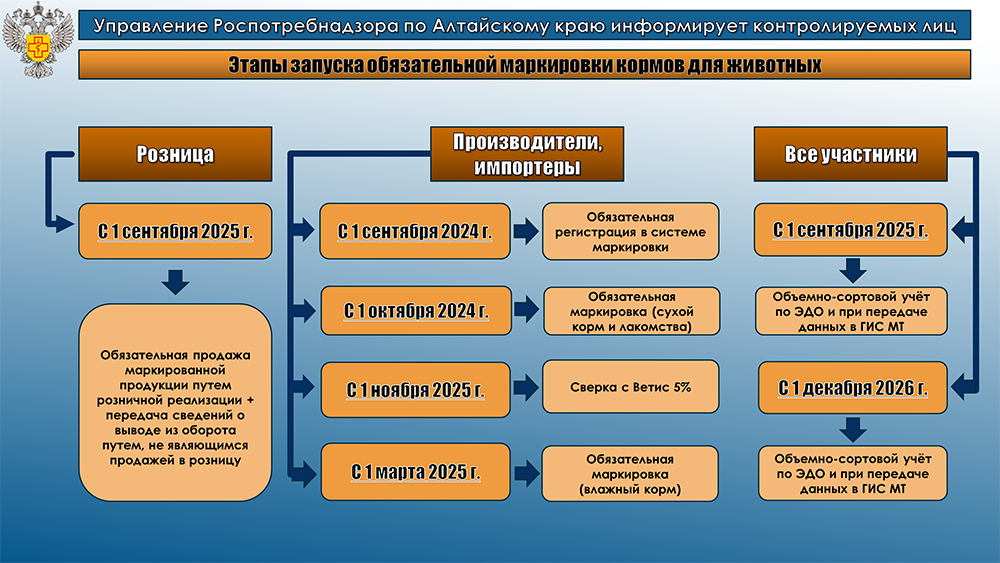 Управление Роспотребнадзора по Алтайскому краю информирует контролируемых лиц
Этапы запуска обязательной маркировки кормов для животных
Розница
С 1 сентября 2025 г.
Обязательная продажа
маркированной
продукции путем
розничной реализации +
передача сведений о
выводе из оборота
путем, не являющимся
продажей в розницу
Производители,
импортеры
С 1 сентября 2024 г.
Обязательная
регистрация в системе
маркировки
С 1 октября 2024 г.
Обязательная
маркировка (сухой
корм и лакомства)
С 1 ноября 2025 г.
Сверка с Ветис 5%
С 1 марта 2025 г.
Обязательная
маркировка
(влажный корм)
Все участники
С 1 сентября 2025 г.
Объемно-сортовой учёт
по ЭДО и при передаче
данных в ГИС МТ
С 1 декабря 2026 г.
Объемно-сортовой учёт
по ЭДО и при передаче
данных в ГИС МТ